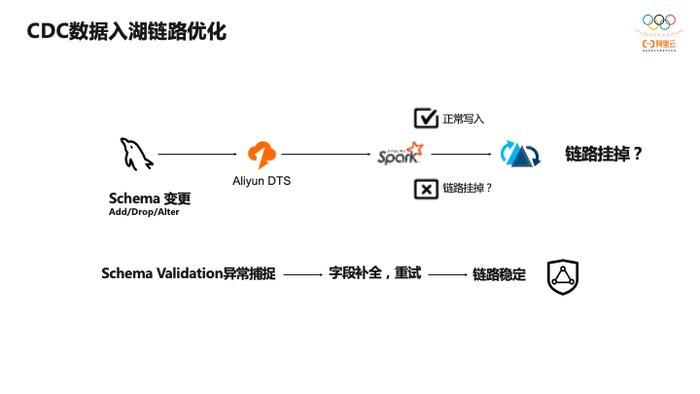 CDC数据入湖链路优化
阿里云
正常写入
Spark
链路挂掉？
Aliyun DTS
链路挂掉？
Schema 变更
Add/Drop/Alter
Schema Validation异常捕捉
字段补全，重试
链路稳定